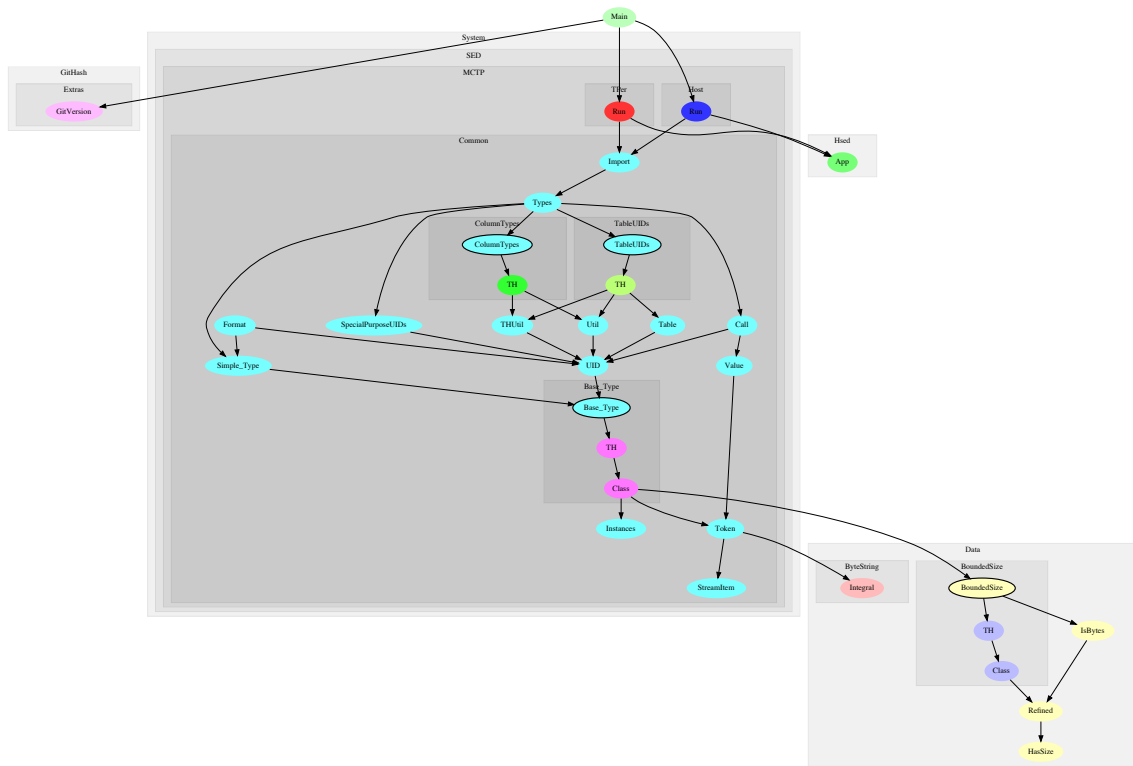 Main
System
SED
GitHash
MCTP
Extras
TPer
Host
GitVersion
Run
Run
Common
Hsed
Import
App
Types
ColumnTypes
TableUIDs
ColumnTypes
TableUIDs
TH
TH
Format
SpecialPurposeUIDs
THUtil
Util
Table
Call
Simple_Type
UID
Value
Base_Type
Base_Type
TH
Class
Instances
Token
Data
ByteString
BoundedSize
StreamItem
Integral
BoundedSize
TH
IsBytes
Class
Refined
HasSize